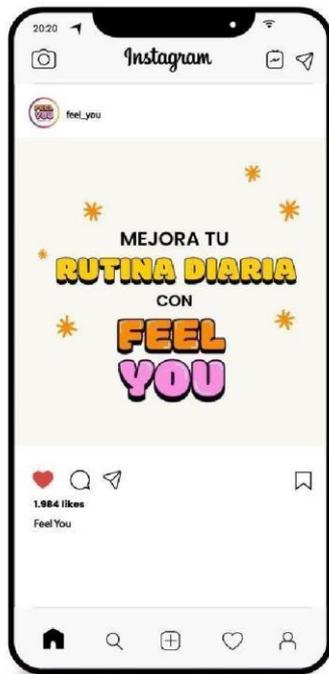 2020
Instagram
FEEL
YOU
feel_you
MEJORA TU
RUTINA DIARIA
CON
FEEL
YOU
1.984 likes
Feel You